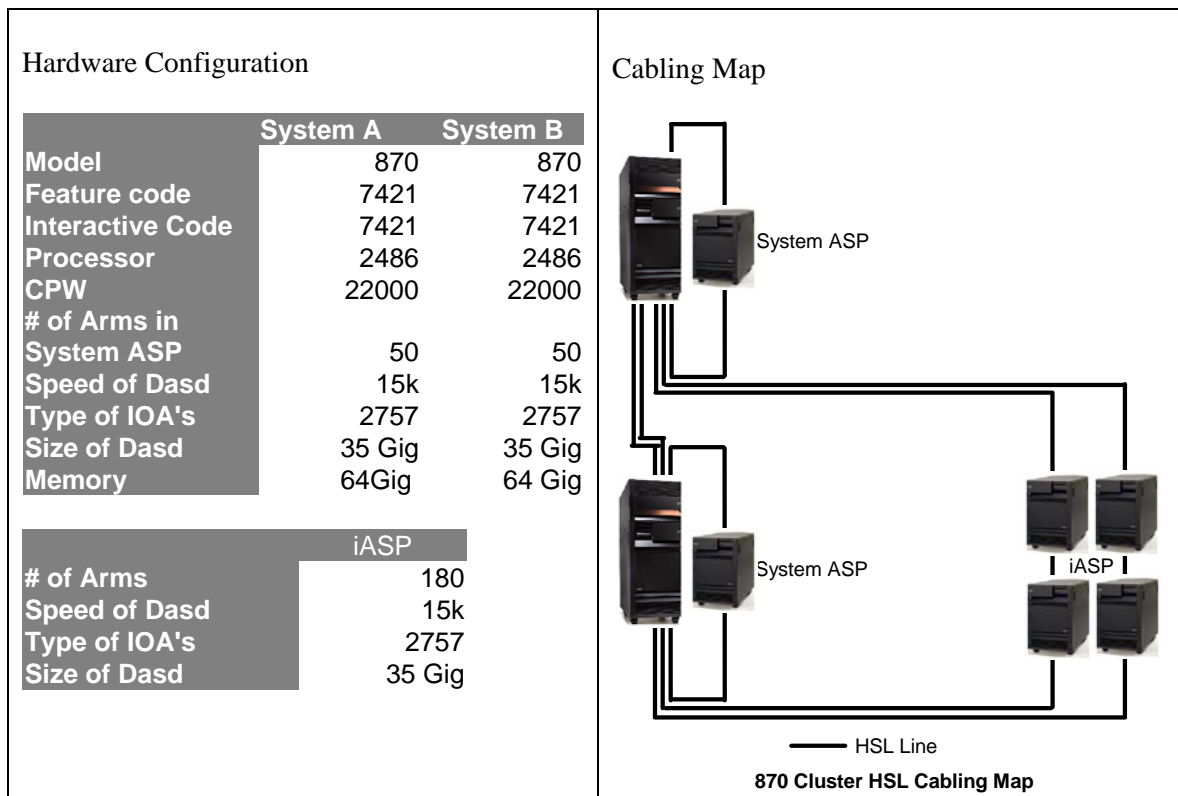 Hardware Configuration
System A System B
Model 870 870
Feature code 7421 7421
Interactive Code 7421 7421
Processor 2486 2486
CPW 22000 22000
# of Arms in
System ASP 50 50
Speed of Dasd 15k 15k
Type of IOA's 2757 2757
Size of Dasd 35 Gig 35 Gig
Memory 64Gig 64 Gig
iASP
# of Arms 180
Speed of Dasd 15k
Type of IOA's 2757
Size of Dasd 35 Gig
Cabling Map
System ASP
System ASP
iASP
HSL Line
870 Cluster HSL Cabling Map